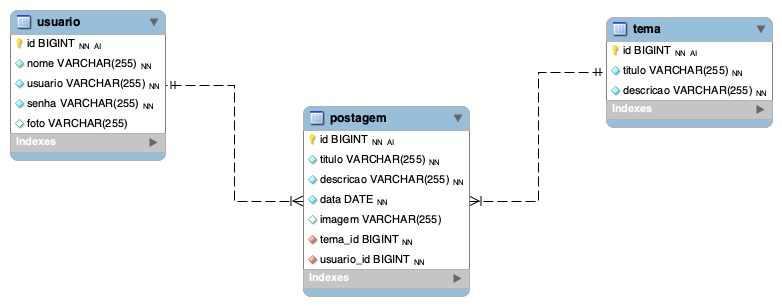 usuario
id BIGINT NN AI
nome VARCHAR(255) NN
usuario VARCHAR(255) NN
senha VARCHAR(255) NN
foto VARCHAR(255)
Indexes
postagem
id BIGINT NN AI
titulo VARCHAR(255) NN
descricao VARCHAR(255) NN
data DATE NN
imagem VARCHAR(255)
tema_id BIGINT NN
usuario_id BIGINT NN
Indexes
tema
id BIGINT NN AI
titulo VARCHAR(255) NN
descricao VARCHAR(255) NN
Indexes